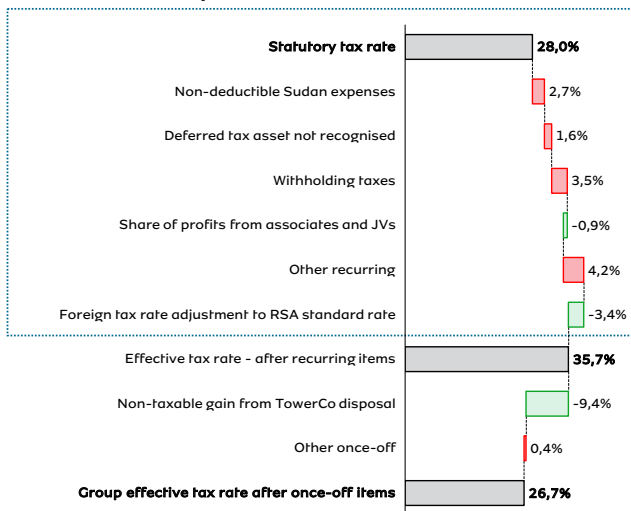 Statutory tax rate 28,0%
Non-deductible Sudan expenses 2,7%
Deferred tax asset not recognised 1,6%
Withholding taxes 3,5%
Share of profits from associates and JVs -0,9%
Other recurring 4,2%
Foreign tax rate adjustment to RSA standard rate -3,4%
Effective tax rate - after recurring items 35,7%
Non-taxable gain from TowerCo disposal -9,4%
Other once-off 0,4%
Group effective tax rate after once-off items 26,7%